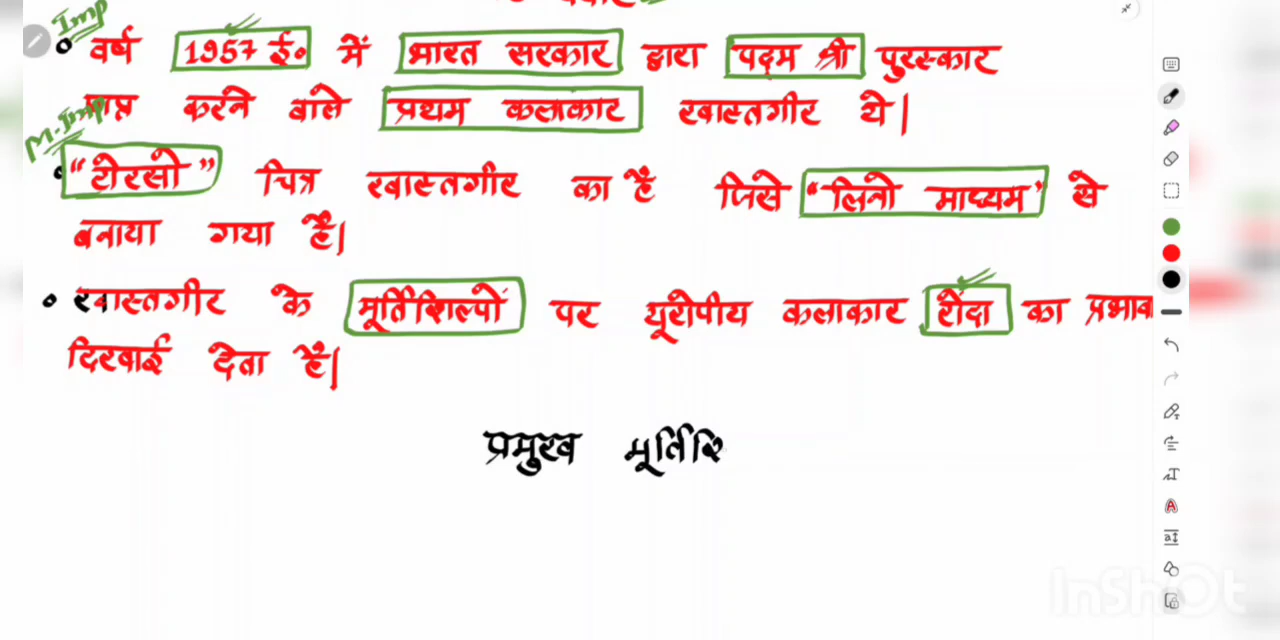 Imp
वर्ष 1957 ई० में भारत सरकार द्वारा पद्म श्री पुरस्कार
प्राप्त करने वाले प्रथम कलाकार खास्तगीर थे|
M.Imp
"टोरसो" चित्र खास्तगीर का है जिसे "लिनो माध्यम" से
बनाया गया है|
खास्तगीर के मूर्तिशिल्पों पर यूरोपीय कलाकार रोंदा का प्रभाव
दिखाई देता है|
प्रमुख मूर्तिशि
InShOt